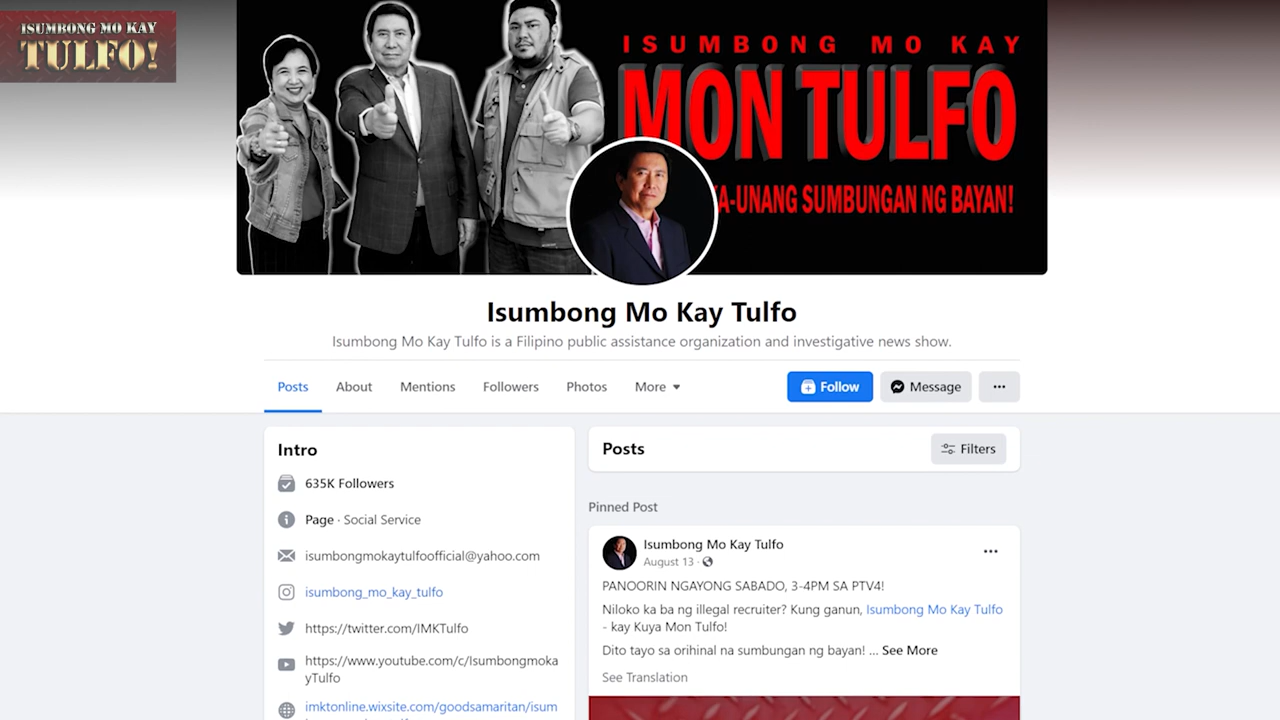 ISUMBONG MO KAY
TULFO!
ISUMBONG MO KAY
MON TULFO
A-UNANG SUMBUNGAN NG BAYAN!
Isumbong Mo Kay Tulfo
Isumbong Mo Kay Tulfo is a Filipino public assistance organization and investigative news show.
Posts About Mentions Followers Photos More
Follow Message
Intro
635K Followers
Page · Social Service
isumbongmokaytulfoofficial@yahoo.com
isumbong_mo_kay_tulfo
https://twitter.com/IMKTulfo
https://www.youtube.com/c/Isumbongmoka
yTulfo
imktonline.wixsite.com/goodsamaritan/isum
Posts
Filters
Pinned Post
Isumbong Mo Kay Tulfo
August 13 ·
PANOORIN NGAYONG SABADO, 3-4PM SA PTV4!
Niloko ka ba ng illegal recruiter? Kung ganun, Isumbong Mo Kay Tulfo
- kay Kuya Mon Tulfo!
Dito tayo sa orihinal na sumbungan ng bayan! ... See More
See Translation